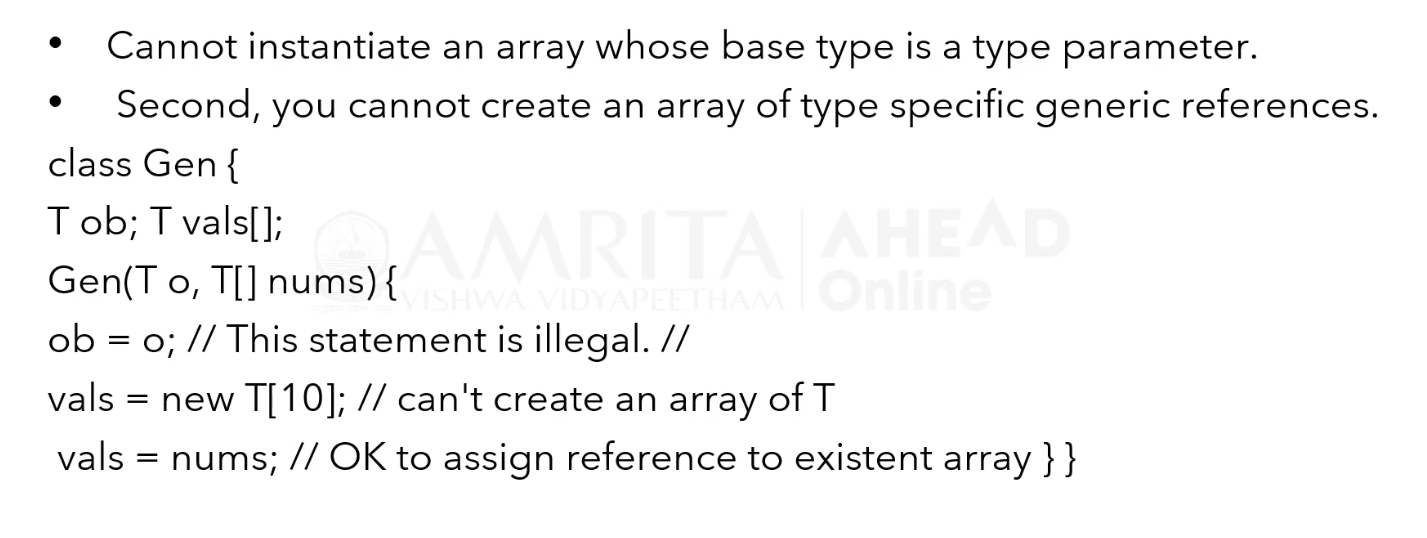 • Cannot instantiate an array whose base type is a type parameter.
• Second, you cannot create an array of type specific generic references.
class Gen {
T ob; T vals[];
Gen(T o, T[] nums) {
ob = o; // This statement is illegal. //
vals = new T[10]; // can't create an array of T
vals = nums; // OK to assign reference to existent array } }
AMRITA
VISHWA VIDYAPEETHAM
AHEAD
Online